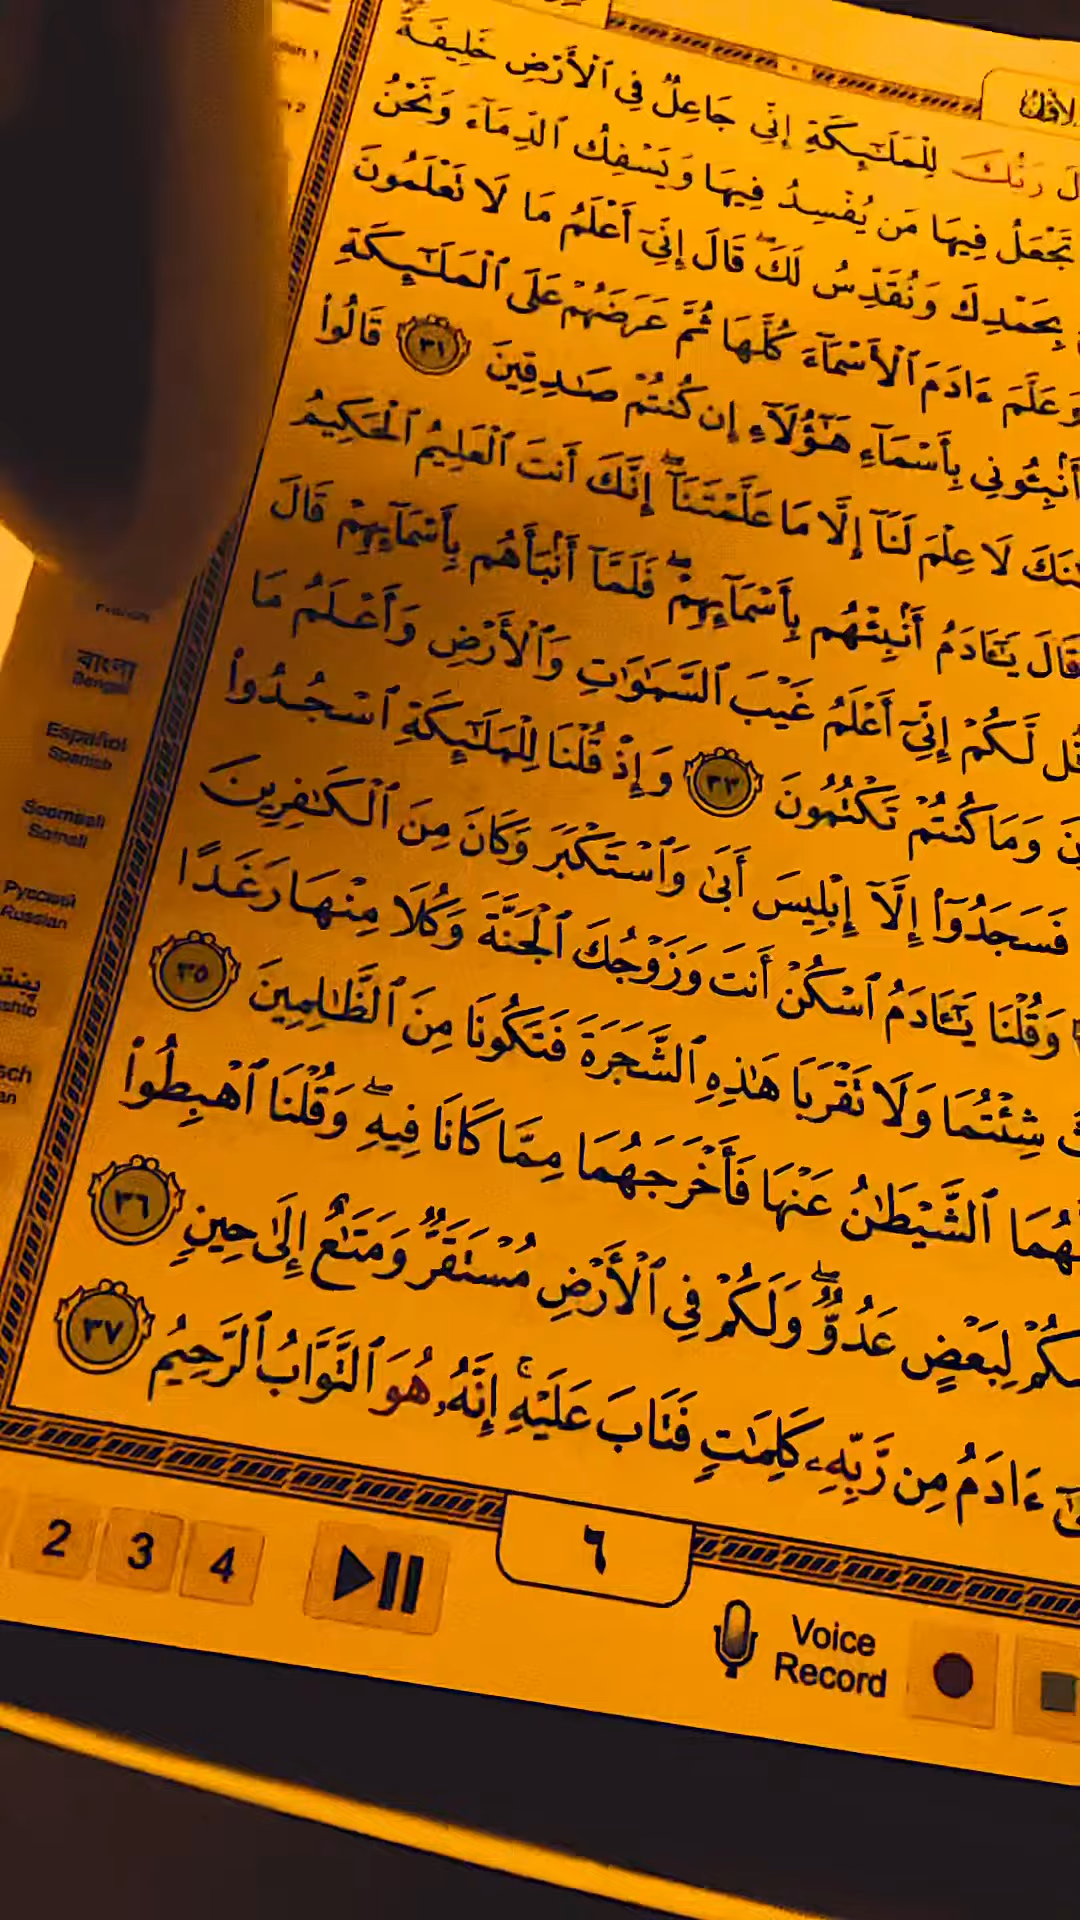 رَبُّكَ لِلْمَلَٰٓئِكَةِ إِنِّى جَاعِلٌ فِى ٱلْأَرْضِ خَلِيفَةً
تَجْعَلُ فِيهَا مَن يُفْسِدُ فِيهَا وَيَسْفِكُ ٱلدِّمَآءَ وَنَحْنُ
بِحَمْدِكَ وَنُقَدِّسُ لَكَ ۖ قَالَ إِنِّىٓ أَعْلَمُ مَا لَا تَعْلَمُونَ
وَعَلَّمَ ءَادَمَ ٱلْأَسْمَآءَ كُلَّهَا ثُمَّ عَرَضَهُمْ عَلَى ٱلْمَلَٰٓئِكَةِ
أَنۢبِـُٔونِى بِأَسْمَآءِ هَٰٓؤُلَآءِ إِن كُنتُمْ صَٰدِقِينَ ٣١ قَالُوا۟
لَا عِلْمَ لَنَآ إِلَّا مَا عَلَّمْتَنَآ ۖ إِنَّكَ أَنتَ ٱلْعَلِيمُ ٱلْحَكِيمُ
قَالَ يَٰٓـَٔادَمُ أَنۢبِئْهُم بِأَسْمَآئِهِمْ ۖ فَلَمَّآ أَنۢبَأَهُم بِأَسْمَآئِهِمْ قَالَ
لَّكُمْ إِنِّىٓ أَعْلَمُ غَيْبَ ٱلسَّمَٰوَٰتِ وَٱلْأَرْضِ وَأَعْلَمُ مَا
وَمَا كُنتُمْ تَكْتُمُونَ ٣٣ وَإِذْ قُلْنَا لِلْمَلَٰٓئِكَةِ ٱسْجُدُوا۟
فَسَجَدُوٓا۟ إِلَّآ إِبْلِيسَ أَبَىٰ وَٱسْتَكْبَرَ وَكَانَ مِنَ ٱلْكَٰفِرِينَ
وَقُلْنَا يَٰٓـَٔادَمُ ٱسْكُنْ أَنتَ وَزَوْجُكَ ٱلْجَنَّةَ وَكُلَا مِنْهَا رَغَدًا
شِئْتُمَا وَلَا تَقْرَبَا هَٰذِهِ ٱلشَّجَرَةَ فَتَكُونَا مِنَ ٱلظَّٰلِمِينَ ٣٥
ٱلشَّيْطَٰنُ عَنْهَا فَأَخْرَجَهُمَا مِمَّا كَانَا فِيهِ ۖ وَقُلْنَا ٱهْبِطُوا۟
لِبَعْضٍ عَدُوٌّ ۖ وَلَكُمْ فِى ٱلْأَرْضِ مُسْتَقَرٌّ وَمَتَٰعٌ إِلَىٰ حِينٍ ٣٦
ءَادَمُ مِن رَّبِّهِۦ كَلِمَٰتٍ فَتَابَ عَلَيْهِ ۚ إِنَّهُۥ هُوَ ٱلتَّوَّابُ ٱلرَّحِيمُ ٣٧
বাংলা
Bengali
Español
Spanish
Soomaali
Somali
Русский
Russian
2 3 4
٦
Voice
Record